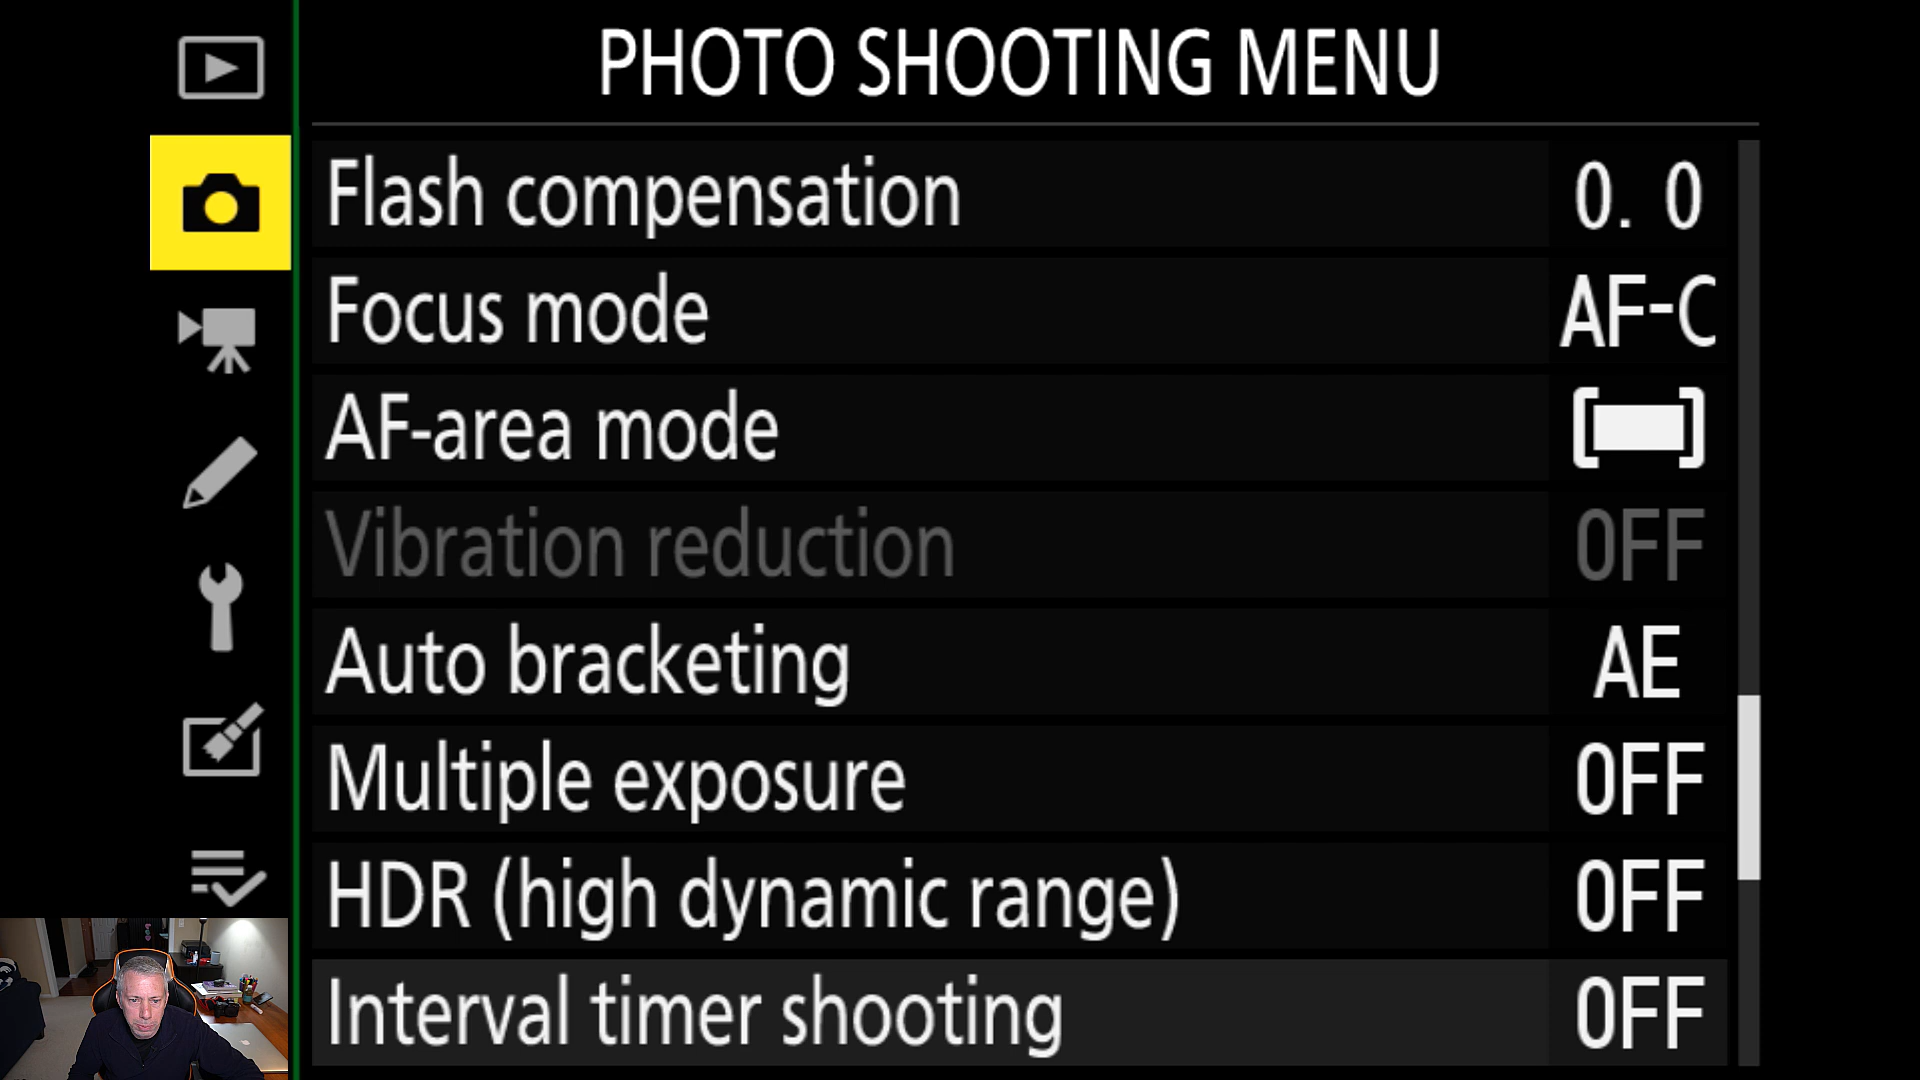 PHOTO SHOOTING MENU
Flash compensation 0. 0
Focus mode AF-C
AF-area mode
Vibration reduction OFF
Auto bracketing AE
Multiple exposure OFF
HDR (high dynamic range) OFF
Interval timer shooting OFF